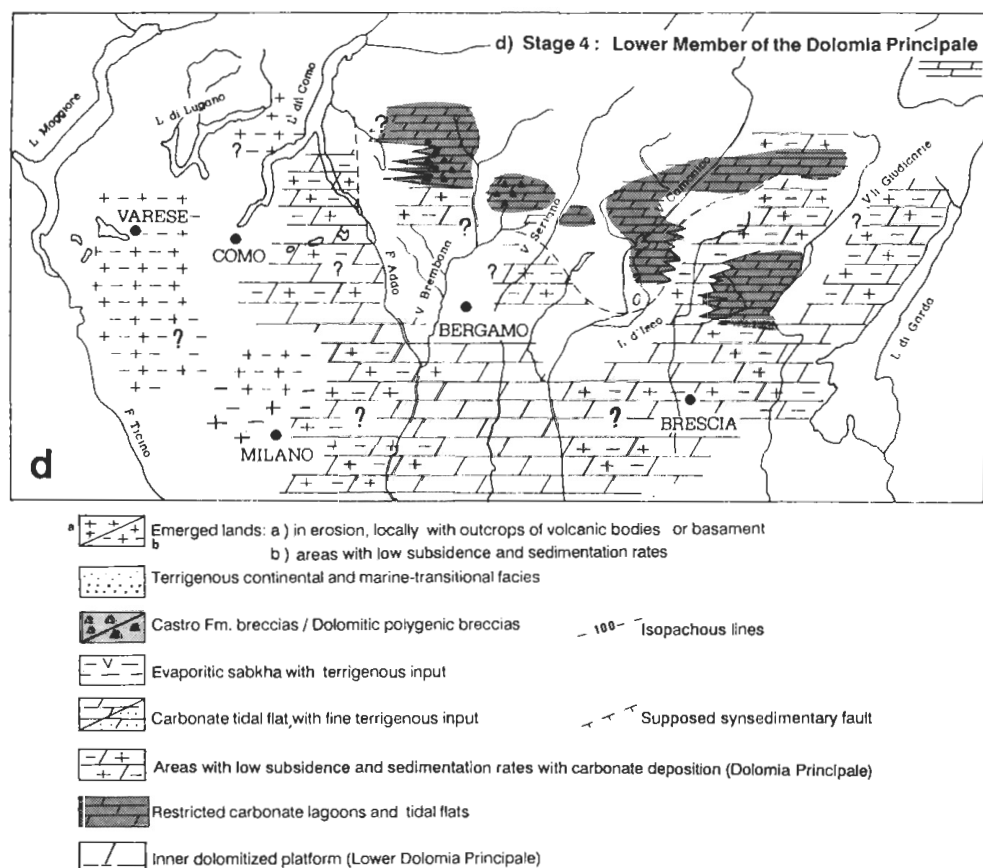 d) Stage 4 : Lower Member of the Dolomia Principale
L. Maggiore
L. di Lugano
L. di Como
?
?
VARESE
COMO
?
?
V. Brembana
F. Adda
V. Seriana
?
BERGAMO
V. Camonica
L. d'Iseo
V.li Giudicarie
?
L. di Garda
?
?
?
BRESCIA
MILANO
F. Ticino
d
a
b
Emerged lands: a ) in erosion, locally with outcrops of volcanic bodies or basament
b ) areas with low subsidence and sedimentation rates
Terrigenous continental and marine-transitional facies
Castro Fm. breccias / Dolomitic polygenic breccias
100 Isopachous lines
Evaporitic sabkha with terrigenous input
Carbonate tidal flat, with fine terrigenous input
Supposed synsedimentary fault
Areas with low subsidence and sedimentation rates with carbonate deposition (Dolomia Principale)
Restricted carbonate lagoons and tidal flats
Inner dolomitized platform (Lower Dolomia Principale)